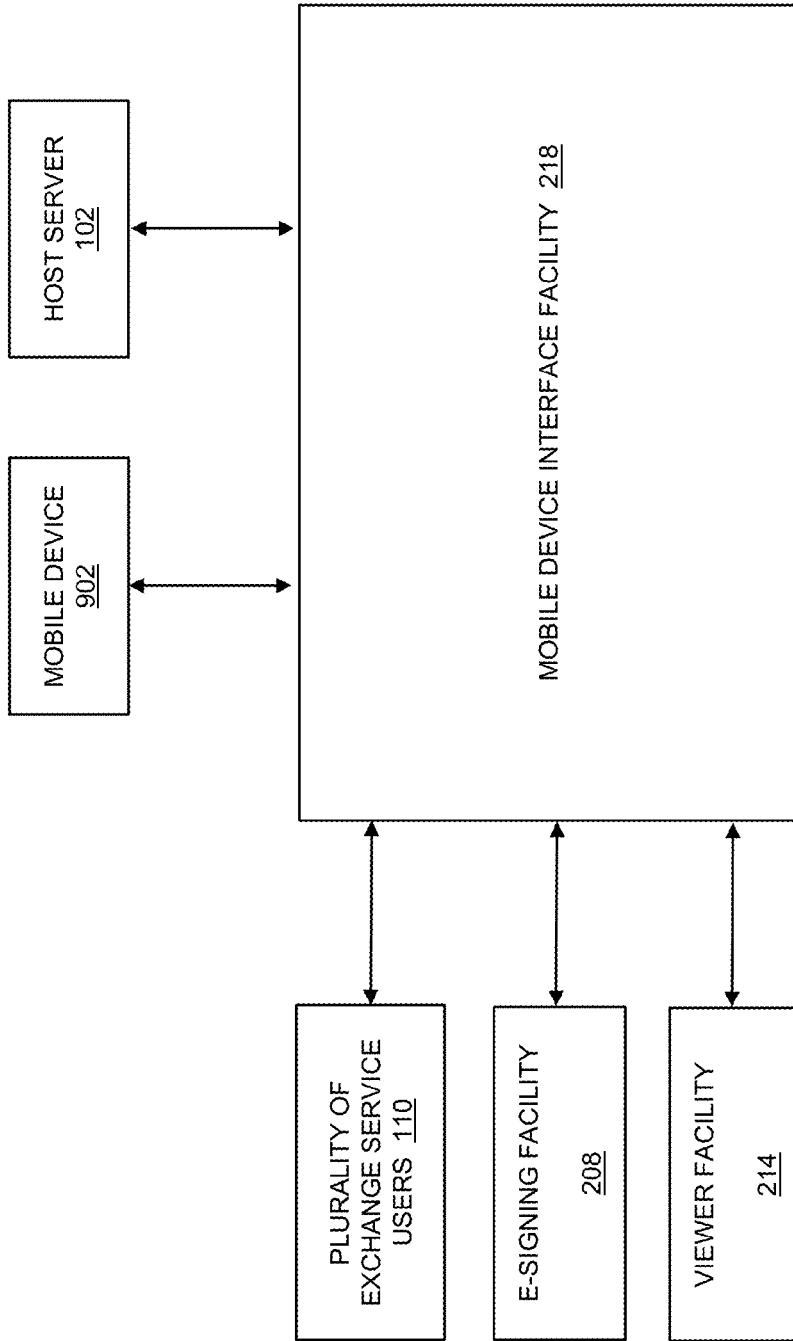 HOST SERVER
102
MOBILE DEVICE
902
MOBILE DEVICE INTERFACE FACILITY 218
PLURALITY OF
EXCHANGE SERVICE
USERS 110
E-SIGNING FACILITY
208
VIEWER FACILITY
214